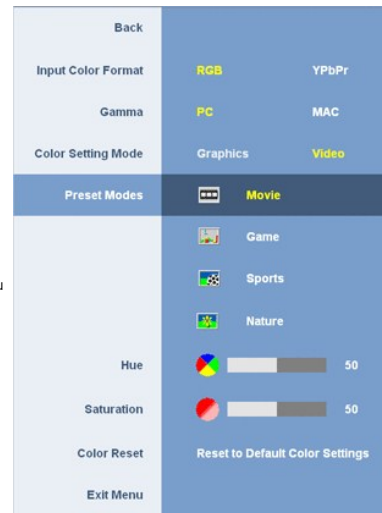 Back
Input Color Format RGB YPbPr
Gamma PC MAC
Color Setting Mode Graphics Video
Preset Modes Movie
Game
Sports
Nature
Hue 50
Saturation 50
Color Reset Reset to Default Color Settings
Exit Menu